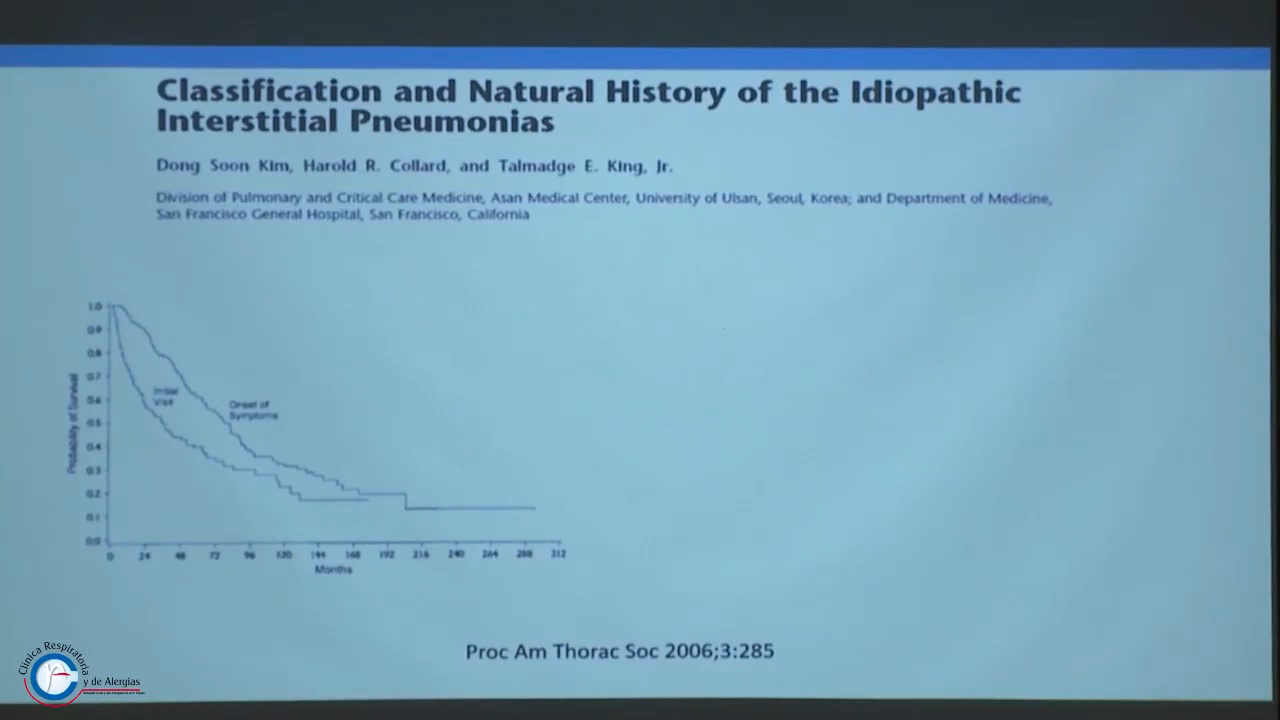 Classification and Natural History of the Idiopathic
Interstitial Pneumonias
Dong Soon Kim, Harold R. Collard, and Talmadge E. King, Jr.
Division of Pulmonary and Critical Care Medicine, Asan Medical Center, University of Ulsan, Seoul, Korea; and Department of Medicine,
San Francisco General Hospital, San Francisco, California
1.0
0.9
0.8
0.7
0.6
0.5
0.4
0.3
0.2
0.1
0.0
Probability of Survival
Initial
Visit
Onset of
Symptoms
0 24 48 72 96 120 144 168 192 216 240 264 288 312
Months
Proc Am Thorac Soc 2006;3:285
Clínica Respiratoria
y de Alergias